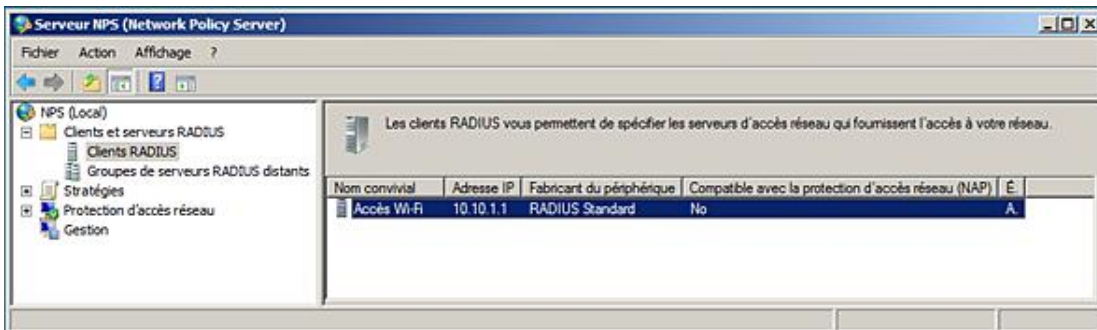 Serveur NPS (Network Policy Server)
Fichier Action Affichage ?
NPS (Local)
Clients et serveurs RADIUS
Clients RADIUS
Groupes de serveurs RADIUS distants
Stratégies
Protection d'accès réseau
Gestion
Les clients RADIUS vous permettent de spécifier les serveurs d'accès réseau qui fournissent l'accès à votre réseau.
Nom convivial Adresse IP Fabricant du périphérique Compatible avec la protection d'accès réseau (NAP) É.
Accès Wi-Fi 10.10.1.1 RADIUS Standard No A.